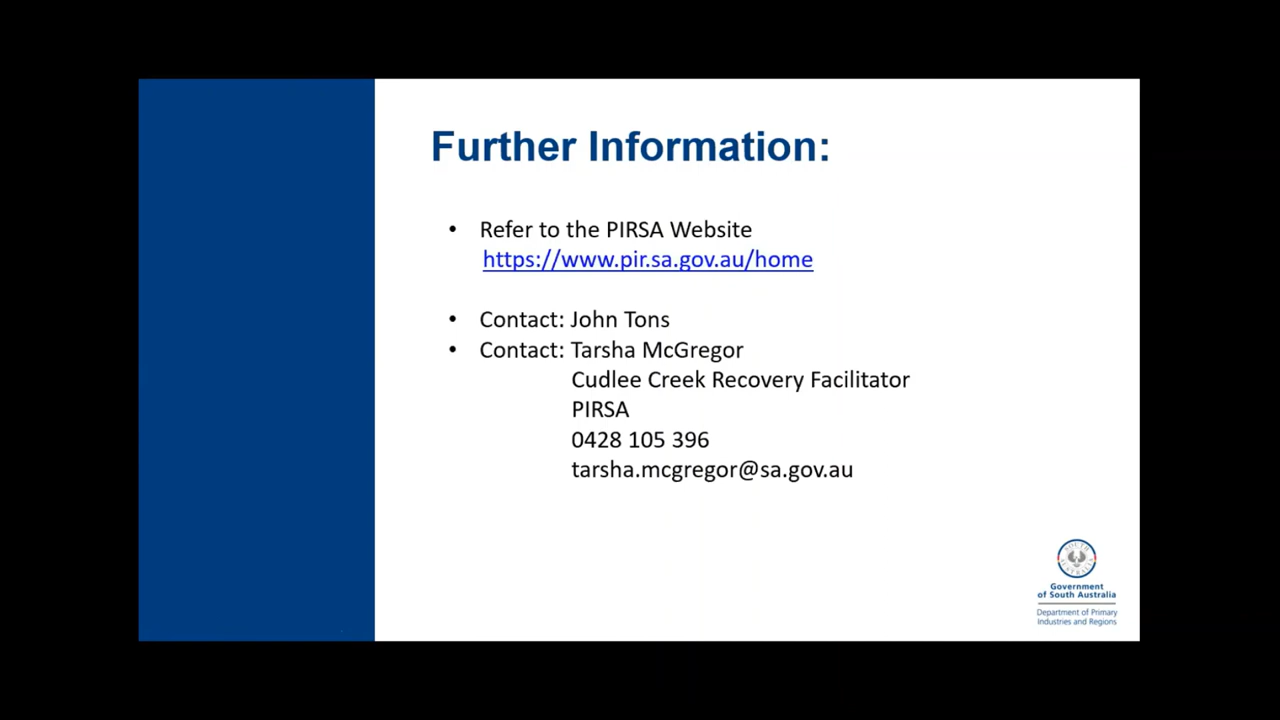 Further Information:
• Refer to the PIRSA Website
https://www.pir.sa.gov.au/home
• Contact: John Tons
• Contact: Tarsha McGregor
Cudlee Creek Recovery Facilitator
PIRSA
0428 105 396
tarsha.mcgregor@sa.gov.au
SOUTH
AUSTRALIA
Government
of South Australia
Department of Primary
Industries and Regions